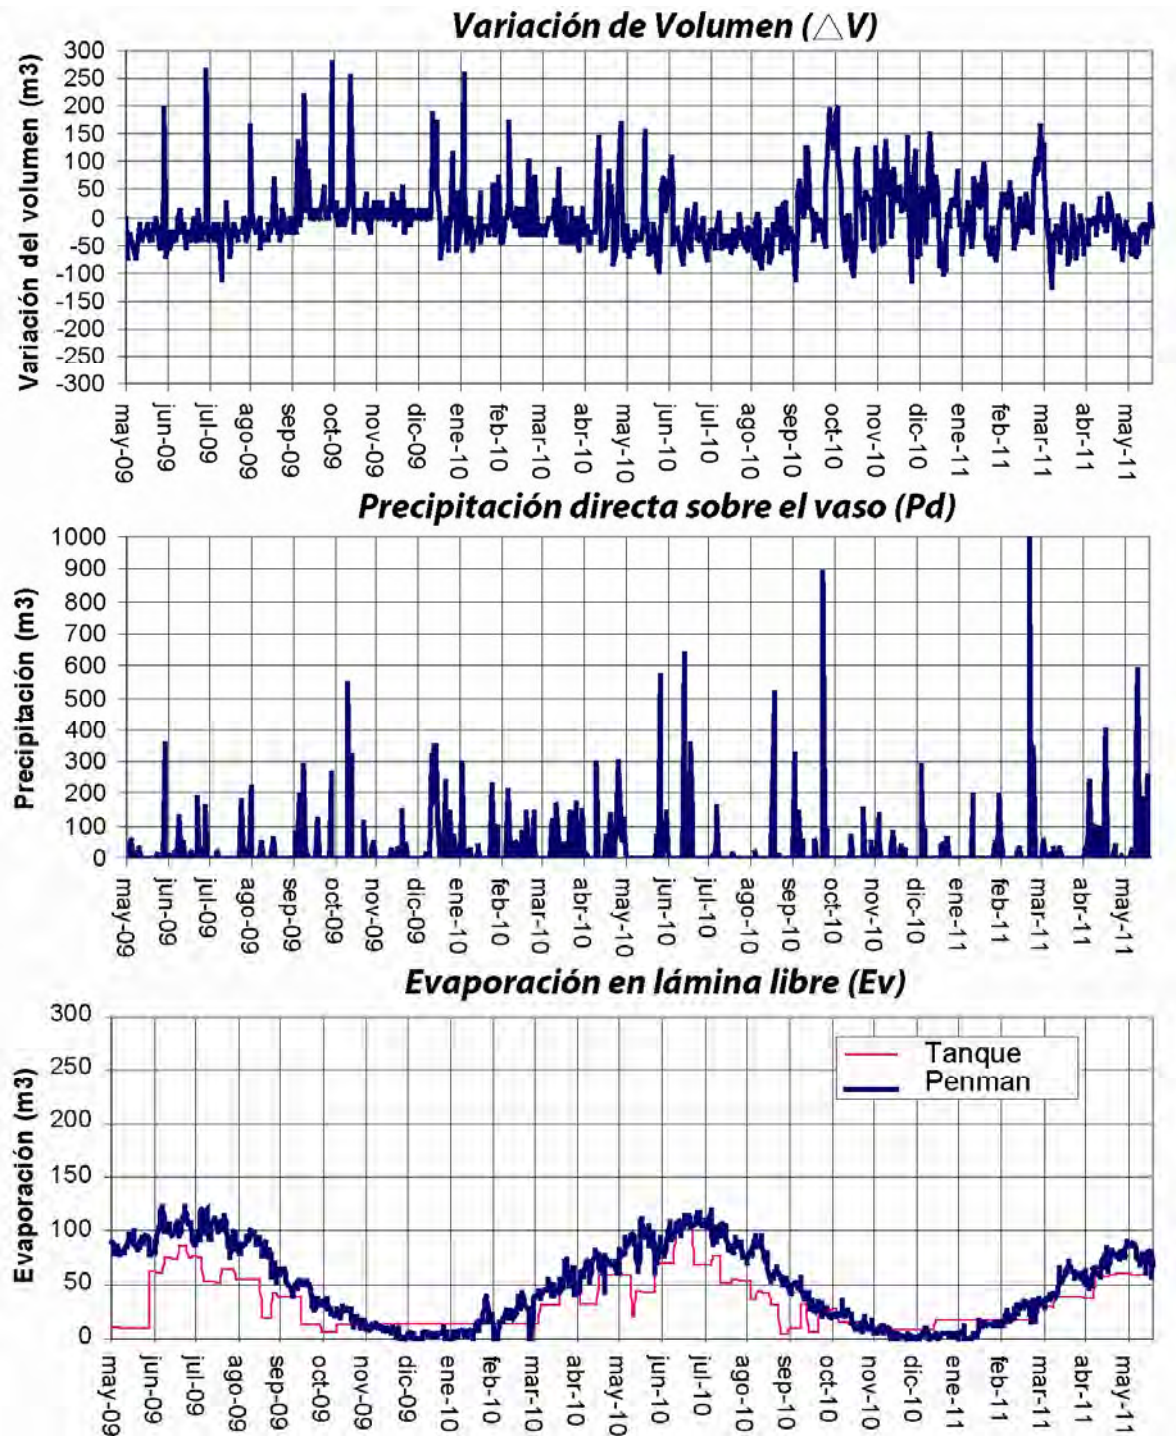 Variación de Volumen (△V)
Variación del volumen (m3)
300
250
200
150
100
50
0
-50
-100
-150
-200
-250
-300
may-09
jun-09
jul-09
ago-09
sep-09
oct-09
nov-09
dic-09
ene-10
feb-10
mar-10
abr-10
may-10
jun-10
jul-10
ago-10
sep-10
oct-10
nov-10
dic-10
ene-11
feb-11
mar-11
abr-11
may-11
Precipitación directa sobre el vaso (Pd)
Precipitación (m3)
1000
900
800
700
600
500
400
300
200
100
0
may-09
jun-09
jul-09
ago-09
sep-09
oct-09
nov-09
dic-09
ene-10
feb-10
mar-10
abr-10
may-10
jun-10
jul-10
ago-10
sep-10
oct-10
nov-10
dic-10
ene-11
feb-11
mar-11
abr-11
may-11
Evaporación en lámina libre (Ev)
Evaporación (m3)
300
250
200
150
100
50
0
Tanque
Penman
may-09
jun-09
jul-09
ago-09
sep-09
oct-09
nov-09
dic-09
ene-10
feb-10
mar-10
abr-10
may-10
jun-10
jul-10
ago-10
sep-10
oct-10
nov-10
dic-10
ene-11
feb-11
mar-11
abr-11
may-11